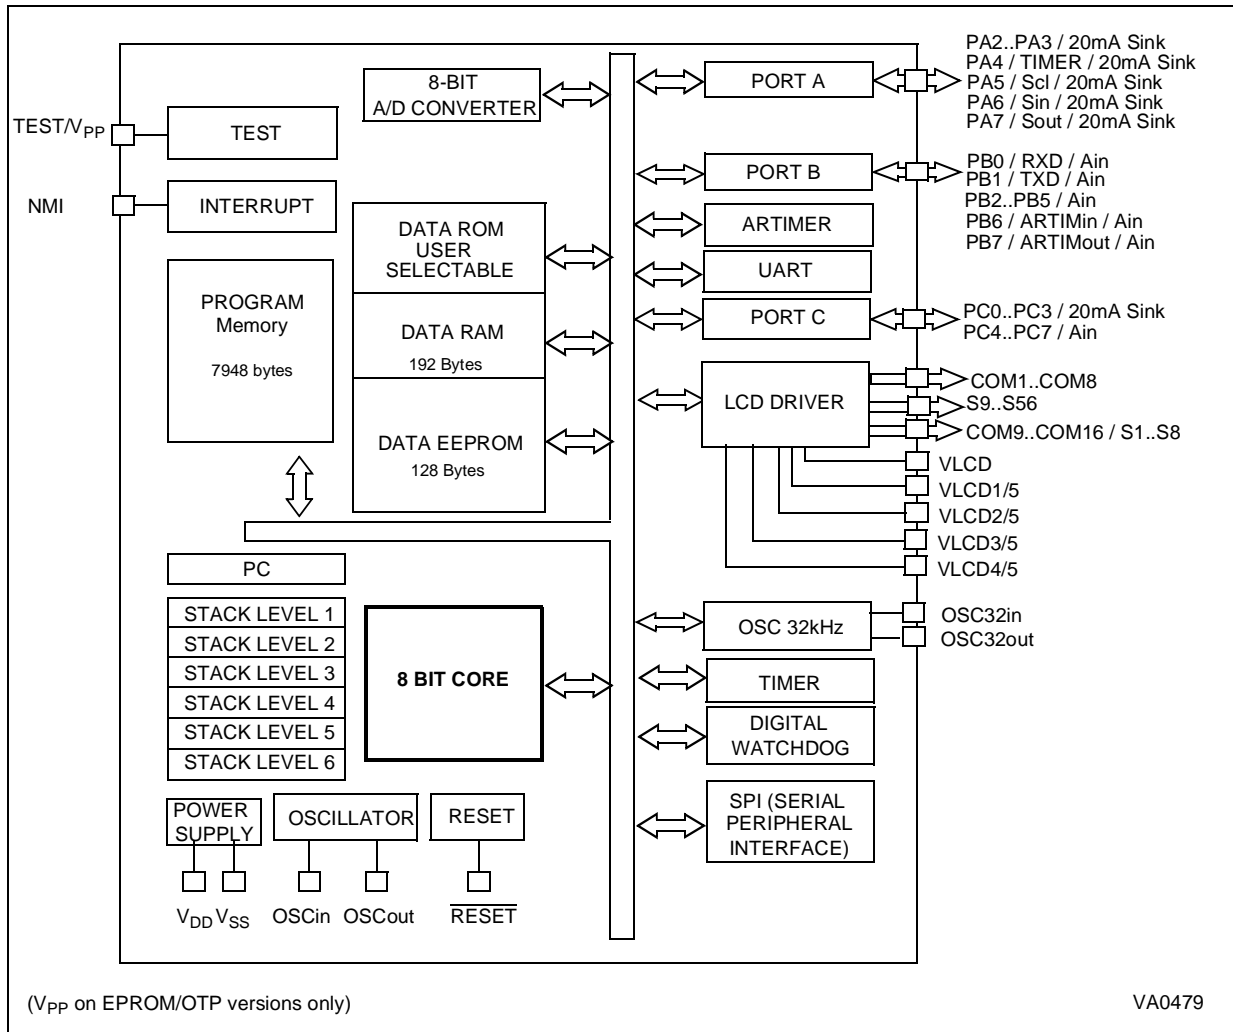 8-BIT
A/D CONVERTER
TEST/VPP
TEST
NMI
INTERRUPT
DATA ROM
USER
SELECTABLE
PROGRAM
Memory
7948 bytes
DATA RAM
192 Bytes
DATA EEPROM
128 Bytes
PC
STACK LEVEL 1
STACK LEVEL 2
STACK LEVEL 3
STACK LEVEL 4
STACK LEVEL 5
STACK LEVEL 6
8 BIT CORE
POWER
SUPPLY
OSCILLATOR
RESET
VDD VSS
OSCin
OSCout
RESET
PORT A
PA2..PA3 / 20mA Sink
PA4 / TIMER / 20mA Sink
PA5 / Scl / 20mA Sink
PA6 / Sin / 20mA Sink
PA7 / Sout / 20mA Sink
PORT B
PB0 / RXD / Ain
PB1 / TXD / Ain
PB2..PB5 / Ain
PB6 / ARTIMin / Ain
PB7 / ARTIMout / Ain
ARTIMER
UART
PORT C
PC0..PC3 / 20mA Sink
PC4..PC7 / Ain
LCD DRIVER
COM1..COM8
S9..S56
COM9..COM16 / S1..S8
VLCD
VLCD1/5
VLCD2/5
VLCD3/5
VLCD4/5
OSC 32kHz
OSC32in
OSC32out
TIMER
DIGITAL
WATCHDOG
SPI (SERIAL
PERIPHERAL
INTERFACE)
(VPP on EPROM/OTP versions only)
VA0479